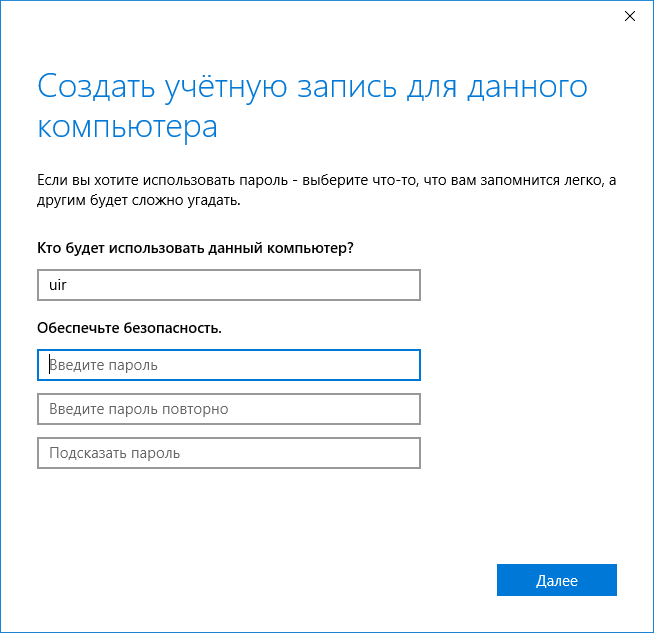 Создать учётную запись для данного
компьютера
Если вы хотите использовать пароль - выберите что-то, что вам запомнится легко, а
другим будет сложно угадать.
Кто будет использовать данный компьютер?
uir
Обеспечьте безопасность.
Введите пароль
Введите пароль повторно
Подсказать пароль
Далее